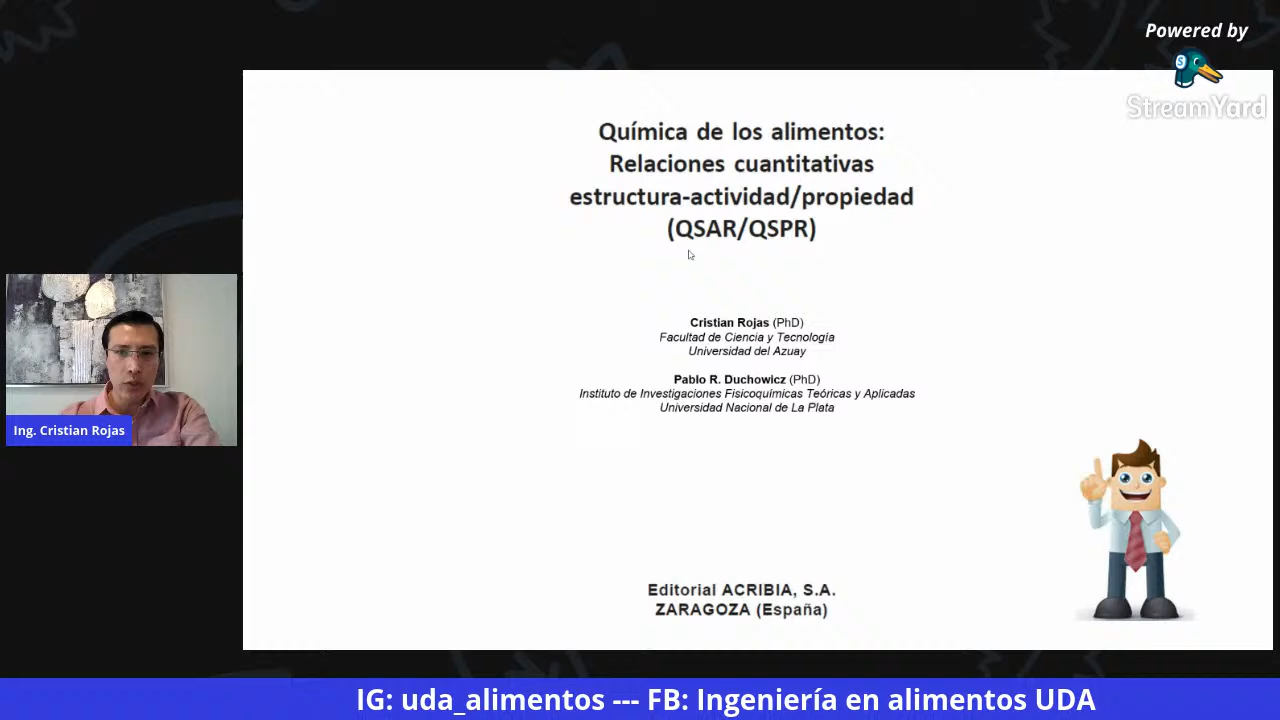 Powered by
StreamYard
Química de los alimentos:
Relaciones cuantitativas
estructura-actividad/propiedad
(QSAR/QSPR)
Cristian Rojas (PhD)
Facultad de Ciencia y Tecnología
Universidad del Azuay
Pablo R. Duchowicz (PhD)
Instituto de Investigaciones Fisicoquímicas Teóricas y Aplicadas
Universidad Nacional de La Plata
Ing. Cristian Rojas
Editorial ACRIBIA, S.A.
ZARAGOZA (España)
IG: uda_alimentos --- FB: Ingeniería en alimentos UDA